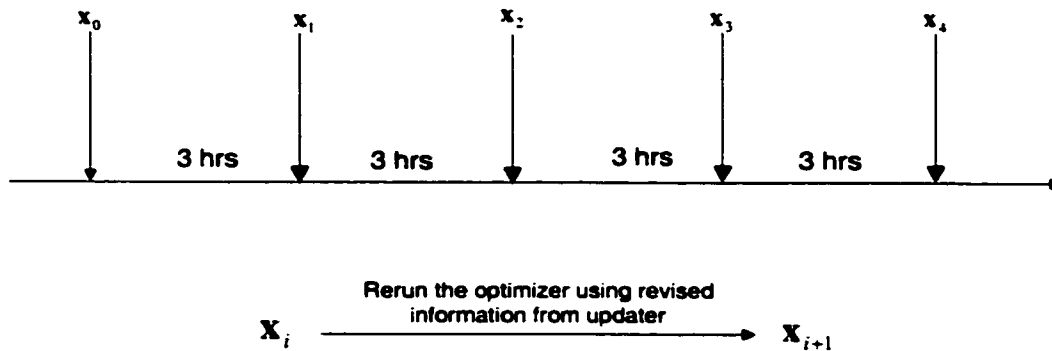 x₀ x₁ x₂ x₃ x₄
3 hrs 3 hrs 3 hrs 3 hrs
Rerun the optimizer using revised
information from updater
xᵢ xᵢ₊₁